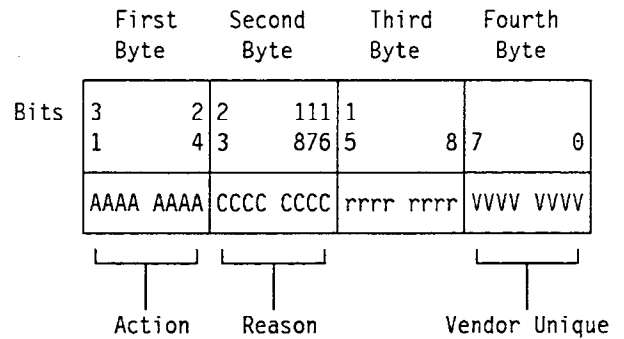 First Second Third Fourth
Byte Byte Byte Byte
Bits 3 2 2 111 1
1 4 3 876 5 8 7 0
AAAA AAAA CCCC CCCC rrrr rrrr VVVV VVVV
Action Reason Vendor Unique